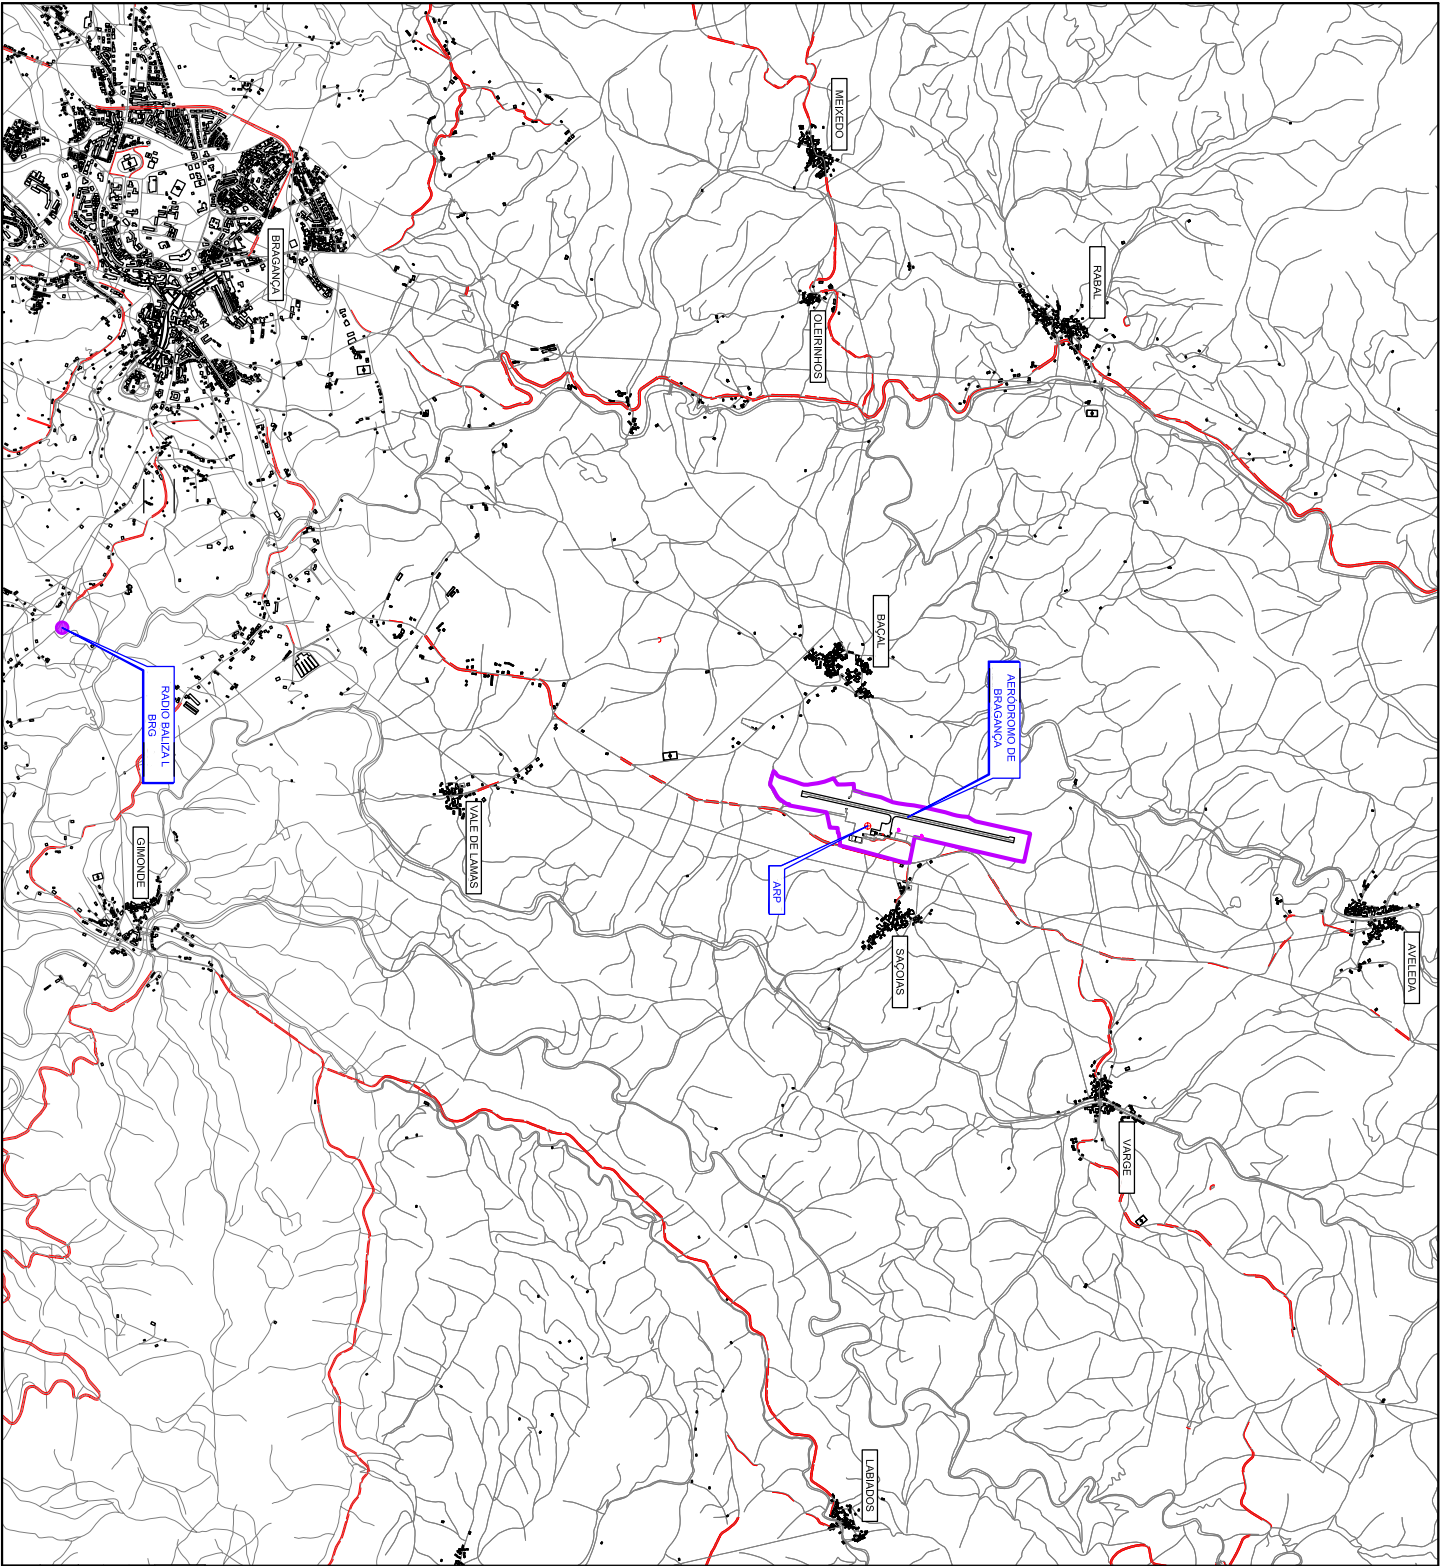 AVELEDA
RABAL
VARGE
AERÓDROMO DE
BRAGANÇA
SAÇOIAS
BAÇAL
LABIADOS
MEIXEDO
OLEIRINHOS
ARP
VALE DE LAMAS
BRAGANÇA
RADIO BALIZA L
BRG
GIMONDE